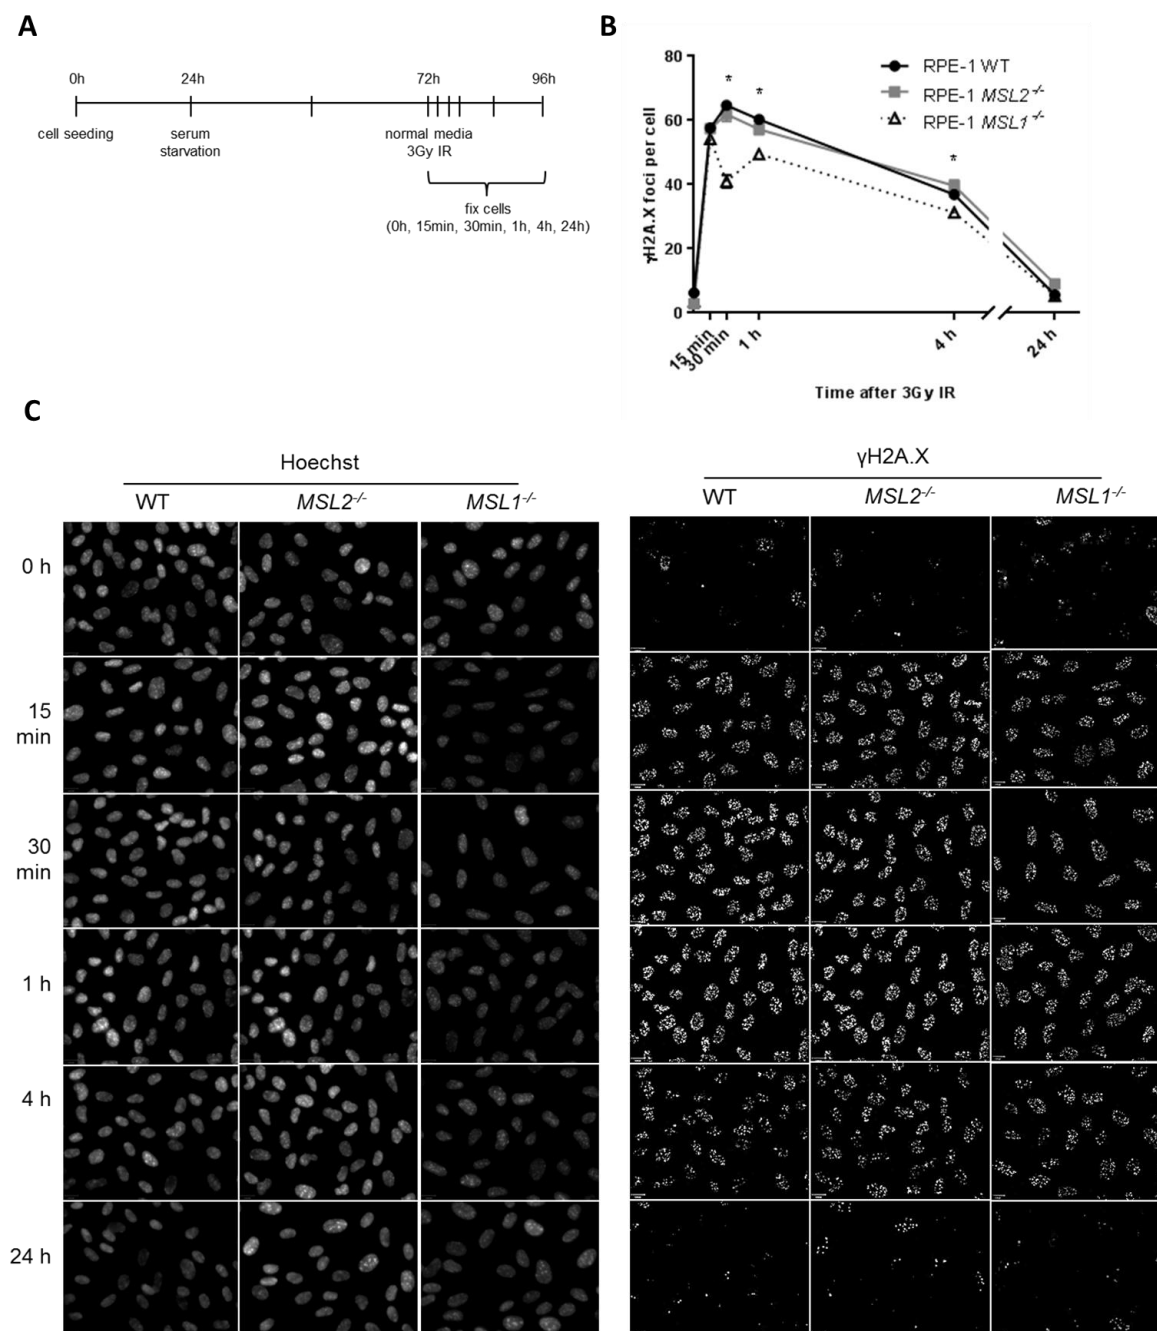 A
0h
24h
72h
96h
cell seeding
serum
starvation
normal media
3Gy IR
fix cells
(0h, 15min, 30min, 1h, 4h, 24h)
B
80
60
40
20
0
γH2A.X foci per cell
*
*
*
RPE-1 WT
RPE-1 MSL2-/-
RPE-1 MSL1-/-
15 min
30 min
1 h
4 h
24 h
Time after 3Gy IR
C
Hoechst
WT
MSL2-/-
MSL1-/-
γH2A.X
WT
MSL2-/-
MSL1-/-
0 h
15
min
30
min
1 h
4 h
24 h